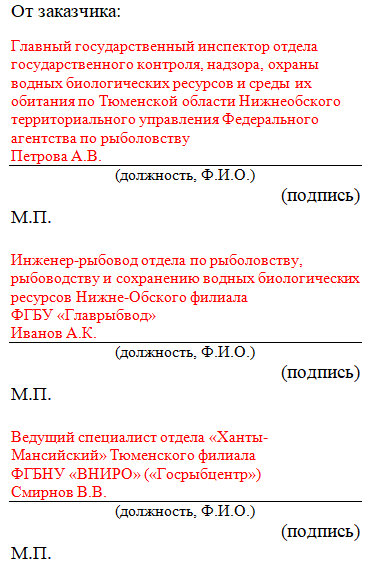 От заказчика:
Главный государственный инспектор отдела
государственного контроля, надзора, охраны
водных биологических ресурсов и среды их
обитания по Тюменской области Нижнеобского
территориального управления Федерального
агентства по рыболовству
Петрова А.В.
(должность, Ф.И.О.)
(подпись)
М.П.
Инженер-рыбовод отдела по рыболовству,
рыбоводству и сохранению водных биологических
ресурсов Нижне-Обского филиала
ФГБУ «Главрыбвод»
Иванов А.К.
(должность, Ф.И.О.)
(подпись)
М.П.
Ведущий специалист отдела «Ханты-
Мансийский» Тюменского филиала
ФГБНУ «ВНИРО» («Госрыбцентр»)
Смирнов В.В.
(должность, Ф.И.О.)
(подпись)
М.П.